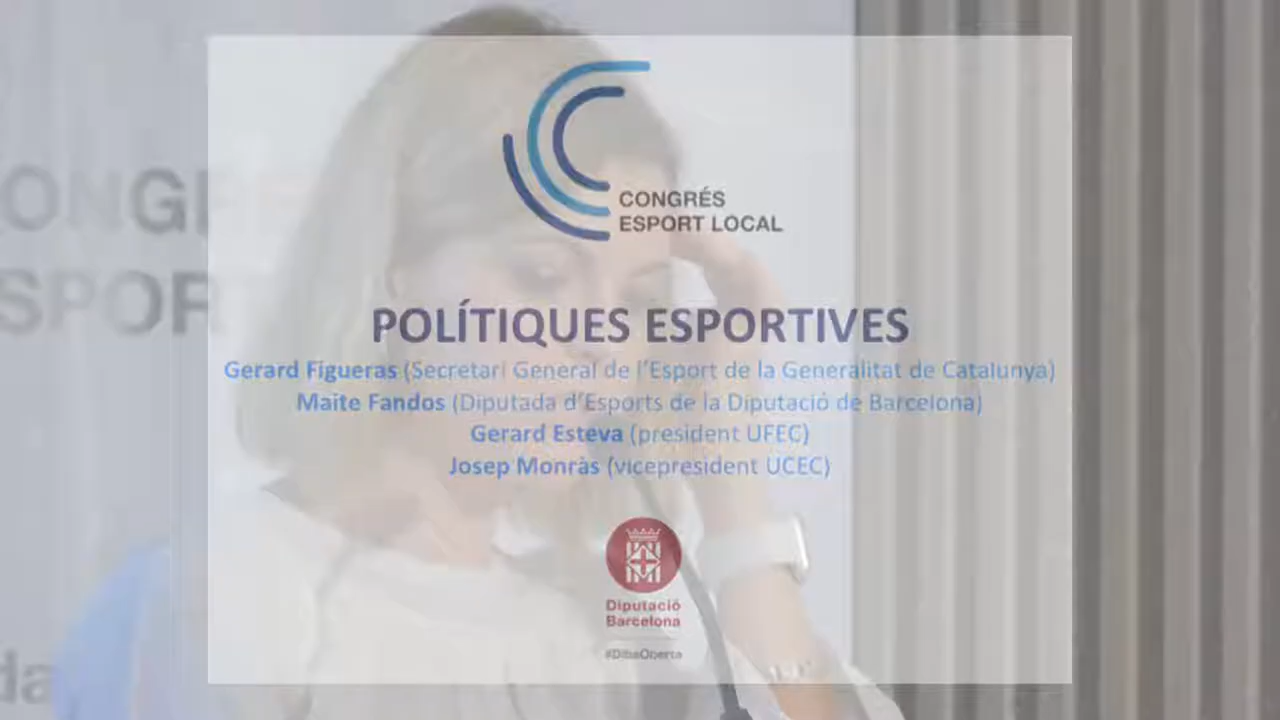 CONGRÉS
ESPORT LOCAL
POLÍTIQUES ESPORTIVES
Gerard Figueras (Secretari General de l'Esport de la Generalitat de Catalunya)
Maite Fandos (Diputada d'Esports de la Diputació de Barcelona)
Gerard Esteva (president UFEC)
Josep Monràs (vicepresident UCEC)
Diputació
Barcelona
#DibaOberta